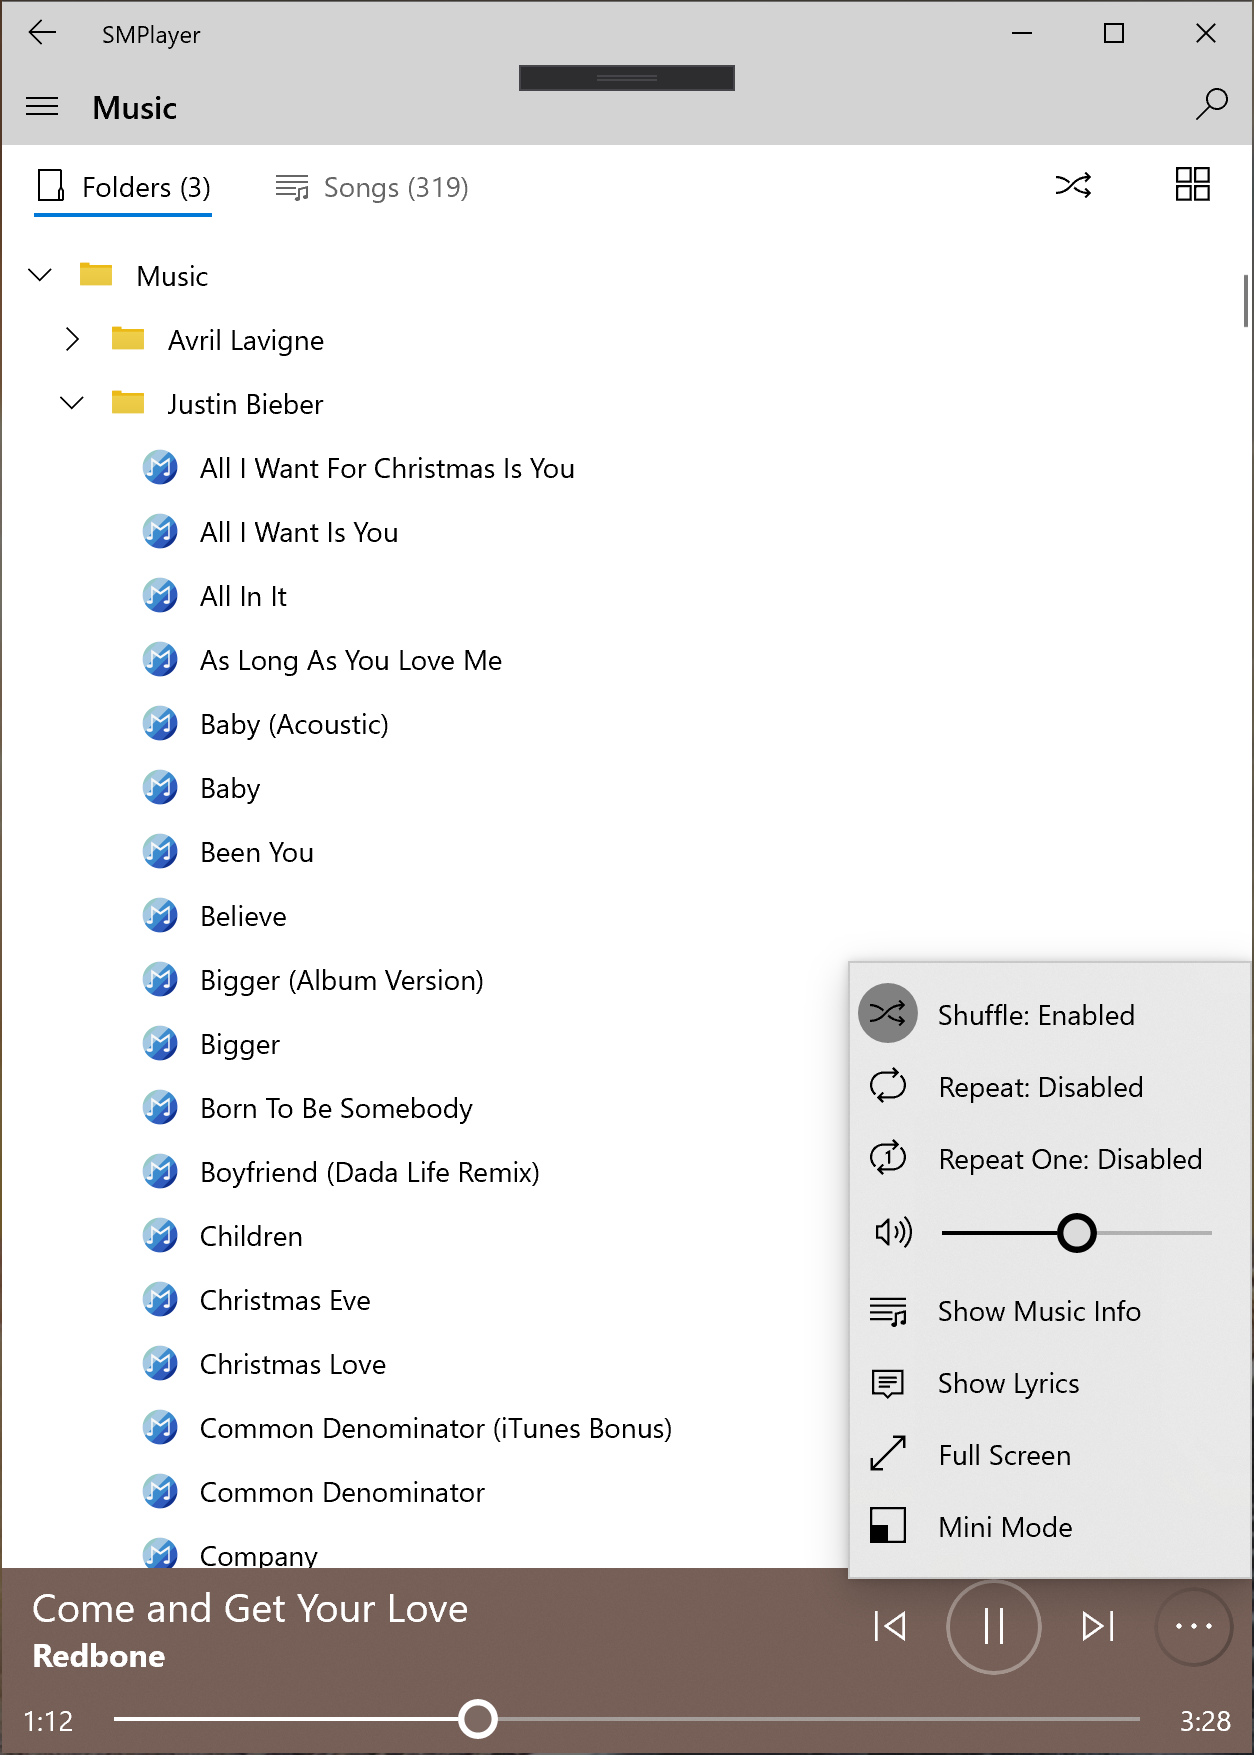 SMPlayer
Music
Folders (3)
Songs (319)
Music
Avril Lavigne
Justin Bieber
All I Want For Christmas Is You
All I Want Is You
All In It
As Long As You Love Me
Baby (Acoustic)
Baby
Been You
Believe
Bigger (Album Version)
Bigger
Born To Be Somebody
Boyfriend (Dada Life Remix)
Children
Christmas Eve
Christmas Love
Common Denominator (iTunes Bonus)
Common Denominator
Company
Shuffle: Enabled
Repeat: Disabled
1
Repeat One: Disabled
Show Music Info
Show Lyrics
Full Screen
Mini Mode
Come and Get Your Love
Redbone
1:12
3:28